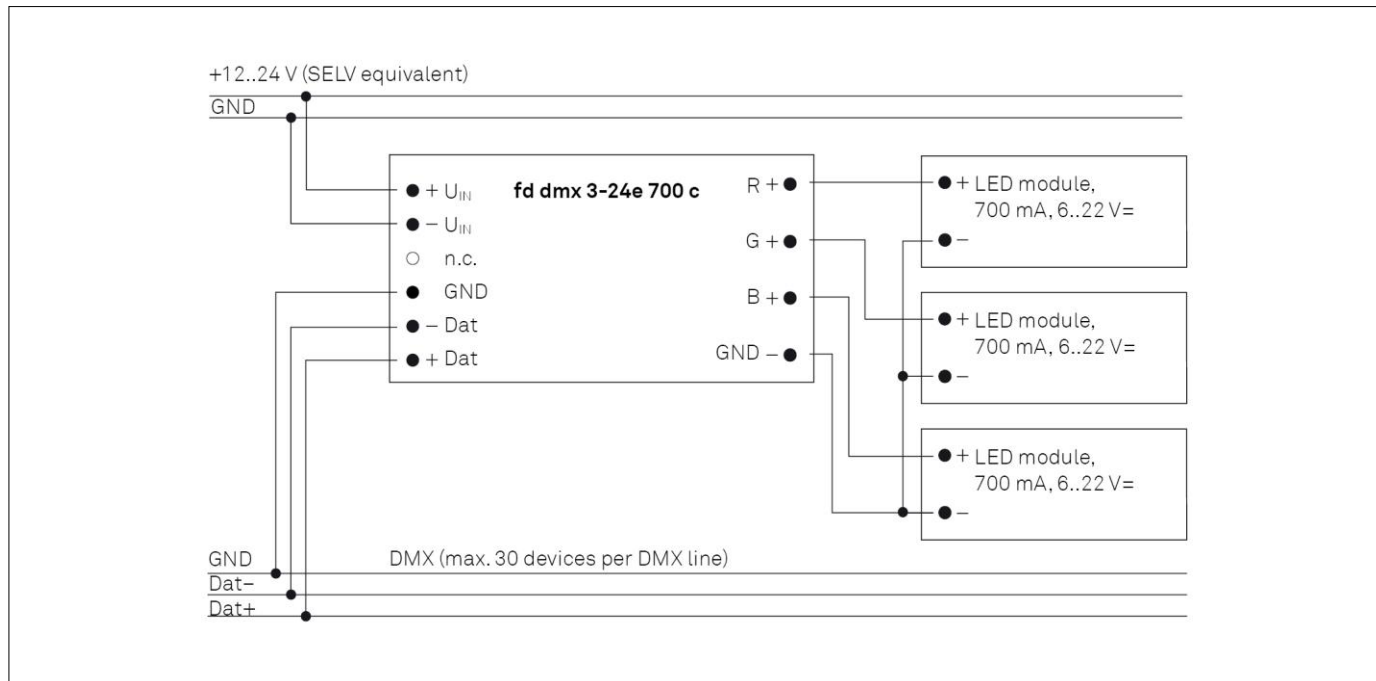 +12..24 V (SELV equivalent)
GND
fd dmx 3-24e 700 c
+ UIN
− UIN
n.c.
GND
− Dat
+ Dat
R +
G +
B +
GND −
+ LED module,
700 mA, 6..22 V=
−
+ LED module,
700 mA, 6..22 V=
−
+ LED module,
700 mA, 6..22 V=
−
GND
DMX (max. 30 devices per DMX line)
Dat−
Dat+